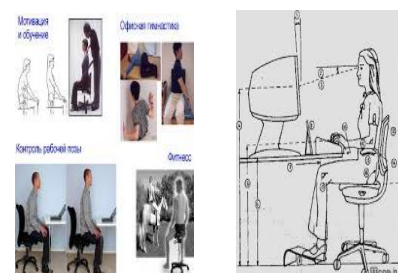 Мотивация
и обучение
Офисная гимнастика
Контроль рабочей позы
Фитнесс